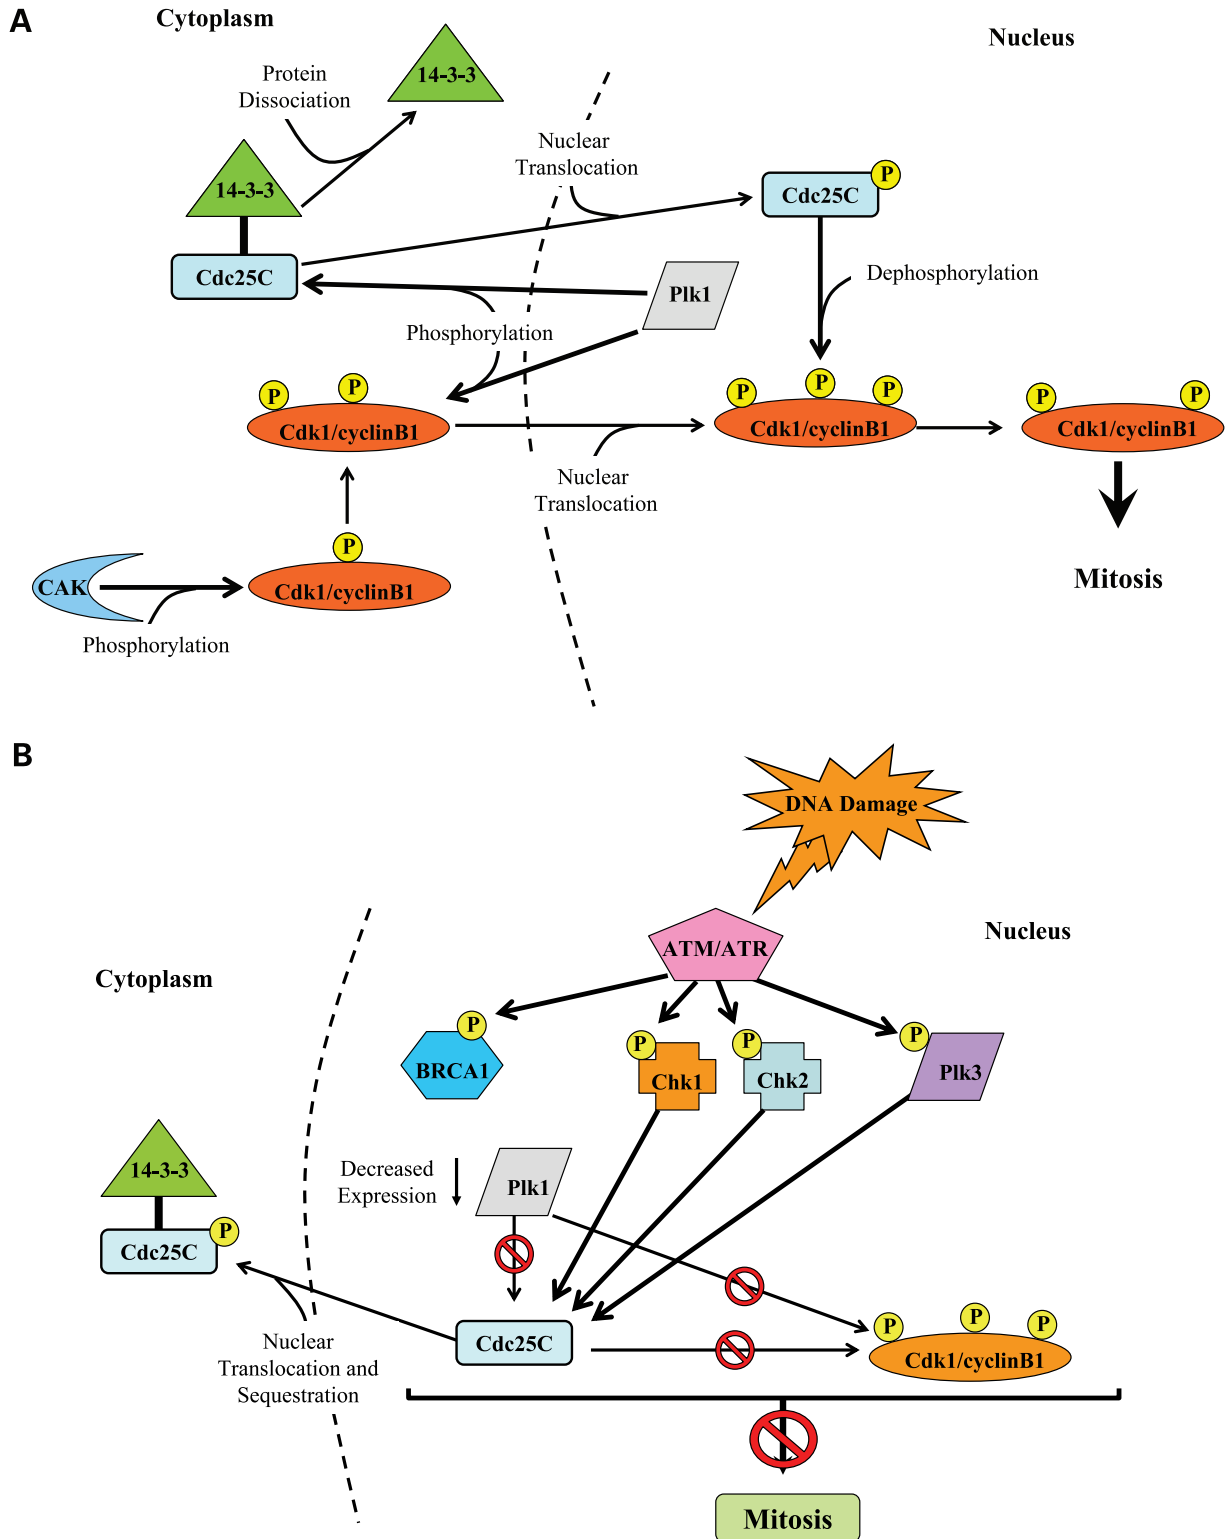 A
Cytoplasm
Nucleus
14-3-3
Protein
Dissociation
Nuclear
Translocation
14-3-3
P
Cdc25C
Cdc25C
Plk1
Dephosphorylation
Phosphorylation
P
P
Cdk1/cyclinB1
P
P
P
Cdk1/cyclinB1
P
P
Cdk1/cyclinB1
Nuclear
Translocation
P
CAK
Cdk1/cyclinB1
Mitosis
Phosphorylation
B
DNA Damage
Nucleus
ATM/ATR
Cytoplasm
P
BRCA1
P
Chk1
P
Chk2
P
Plk3
14-3-3
Decreased
Expression
Plk1
P
Cdc25C
Nuclear
Translocation and
Sequestration
Cdc25C
P
P
P
Cdk1/cyclinB1
Mitosis